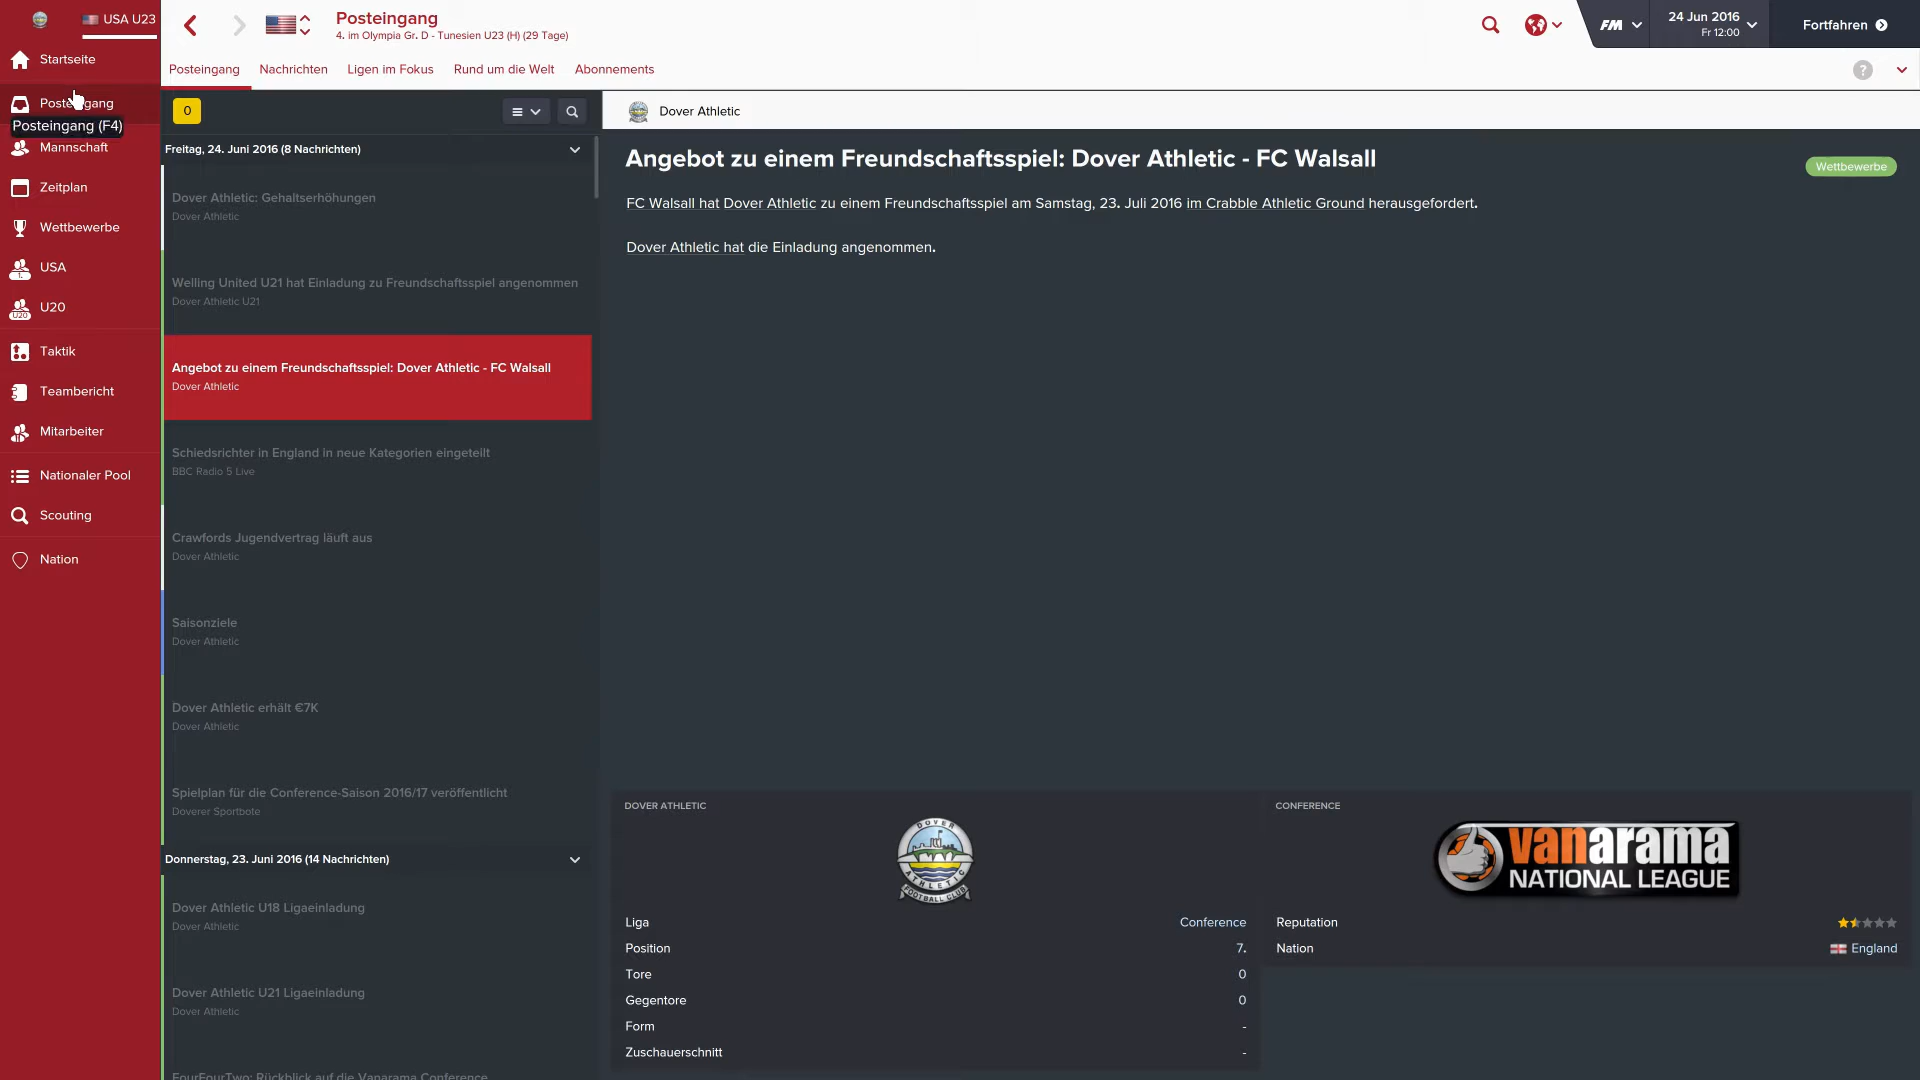 USA U23
Startseite
Posteingang
Posteingang (F4)
Mannschaft
Zeitplan
Wettbewerbe
USA
U20
Taktik
Teambericht
Mitarbeiter
Nationaler Pool
Scouting
Nation
Posteingang
4. im Olympia Gr. D - Tunesien U23 (H) (29 Tage)
FM
24 Jun 2016
Fr 12:00
Fortfahren
Posteingang Nachrichten Ligen im Fokus Rund um die Welt Abonnements
?
0
Freitag, 24. Juni 2016 (8 Nachrichten)
Dover Athletic: Gehaltserhöhungen
Dover Athletic
Welling United U21 hat Einladung zu Freundschaftsspiel angenommen
Dover Athletic U21
Angebot zu einem Freundschaftsspiel: Dover Athletic - FC Walsall
Dover Athletic
Schiedsrichter in England in neue Kategorien eingeteilt
BBC Radio 5 Live
Crawfords Jugendvertrag läuft aus
Dover Athletic
Saisonziele
Dover Athletic
Dover Athletic erhält €7K
Dover Athletic
Spielplan für die Conference-Saison 2016/17 veröffentlicht
Doverer Sportbote
Donnerstag, 23. Juni 2016 (14 Nachrichten)
Dover Athletic U18 Ligaeinladung
Dover Athletic
Dover Athletic U21 Ligaeinladung
Dover Athletic
FourFourTwo: Rückblick auf die Vanarama Conference
Dover Athletic
Angebot zu einem Freundschaftsspiel: Dover Athletic - FC Walsall
Wettbewerbe
FC Walsall hat Dover Athletic zu einem Freundschaftsspiel am Samstag, 23. Juli 2016 im Crabble Athletic Ground herausgefordert.
Dover Athletic hat die Einladung angenommen.
DOVER ATHLETIC
DOVER
ATHLETIC
FOOTBALL CLUB
Liga Conference
Position 7.
Tore 0
Gegentore 0
Form -
Zuschauerschnitt -
CONFERENCE
vanarama
NATIONAL LEAGUE
Reputation
Nation England